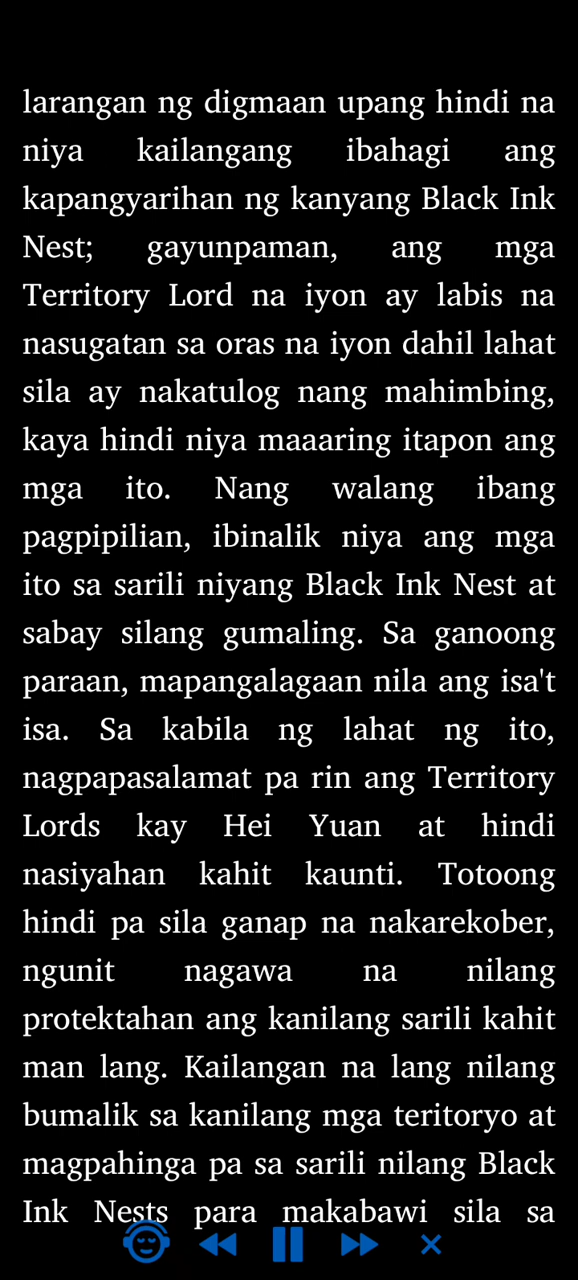 larangan ng digmaan upang hindi na
niya kailangang ibahagi ang
kapangyarihan ng kanyang Black Ink
Nest; gayunpaman, ang mga
Territory Lord na iyon ay labis na
nasugatan sa oras na iyon dahil lahat
sila ay nakatulog nang mahimbing,
kaya hindi niya maaaring itapon ang
mga ito. Nang walang ibang
pagpipilian, ibinalik niya ang mga
ito sa sarili niyang Black Ink Nest at
sabay silang gumaling. Sa ganoong
paraan, mapangalagaan nila ang isa't
isa. Sa kabila ng lahat ng ito,
nagpapasalamat pa rin ang Territory
Lords kay Hei Yuan at hindi
nasiyahan kahit kaunti. Totoong
hindi pa sila ganap na nakarekober,
ngunit nagawa na nilang
protektahan ang kanilang sarili kahit
man lang. Kailangan na lang nilang
bumalik sa kanilang mga teritoryo at
magpahinga pa sa sarili nilang Black
Ink Nests para makabawi sila sa